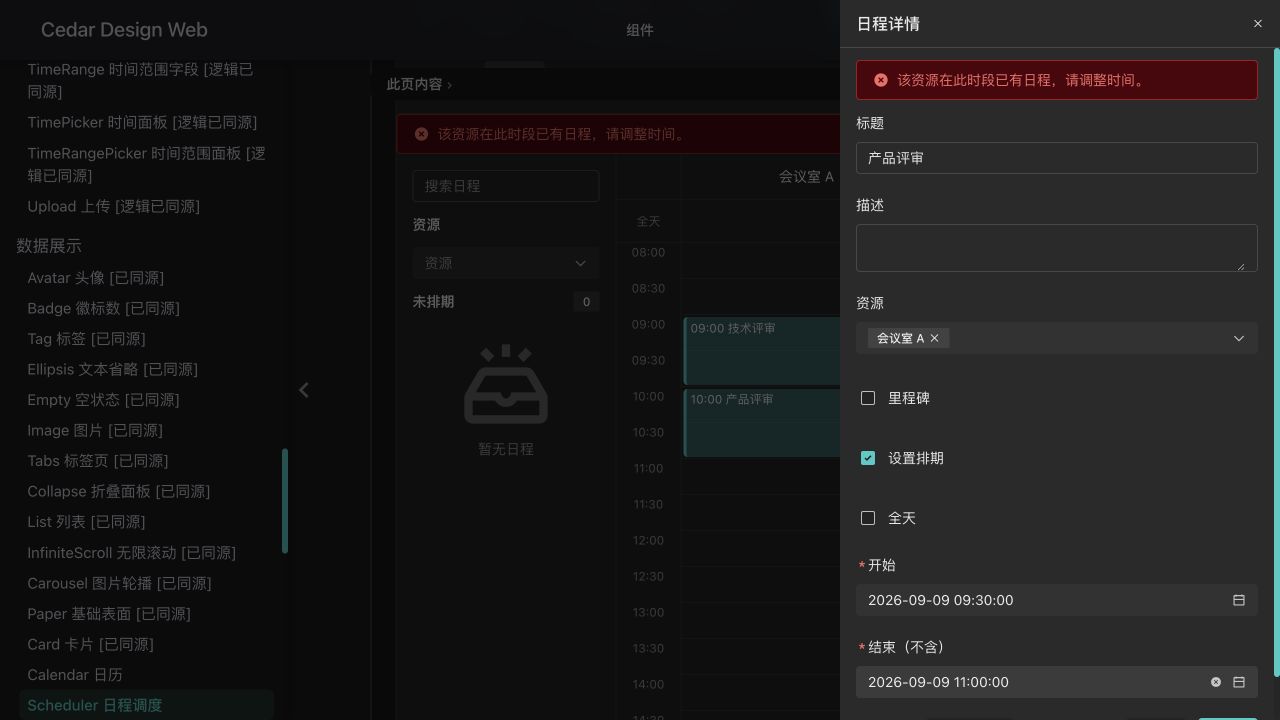 Cedar Design Web
组件
TimeRange 时间范围字段 [逻辑已
同源]
TimePicker 时间面板 [逻辑已同源]
TimeRangePicker 时间范围面板 [逻
辑已同源]
Upload 上传 [逻辑已同源]
数据展示
Avatar 头像 [已同源]
Badge 徽标数 [已同源]
Tag 标签 [已同源]
Ellipsis 文本省略 [已同源]
Empty 空状态 [已同源]
Image 图片 [已同源]
Tabs 标签页 [已同源]
Collapse 折叠面板 [已同源]
List 列表 [已同源]
InfiniteScroll 无限滚动 [已同源]
Carousel 图片轮播 [已同源]
Paper 基础表面 [已同源]
Card 卡片 [已同源]
Calendar 日历
Scheduler 日程调度
此页内容
该资源在此时段已有日程，请调整时间。
搜索日程
资源
资源
未排期 0
暂无日程
会议室 A
全天
08:00
08:30
09:00
09:00 技术评审
09:30
10:00
10:00 产品评审
10:30
11:00
11:30
12:00
12:30
13:00
13:30
14:00
14:30
日程详情
该资源在此时段已有日程，请调整时间。
标题
产品评审
描述
资源
会议室 A
里程碑
设置排期
全天
* 开始
2026-09-09 09:30:00
* 结束（不含）
2026-09-09 11:00:00